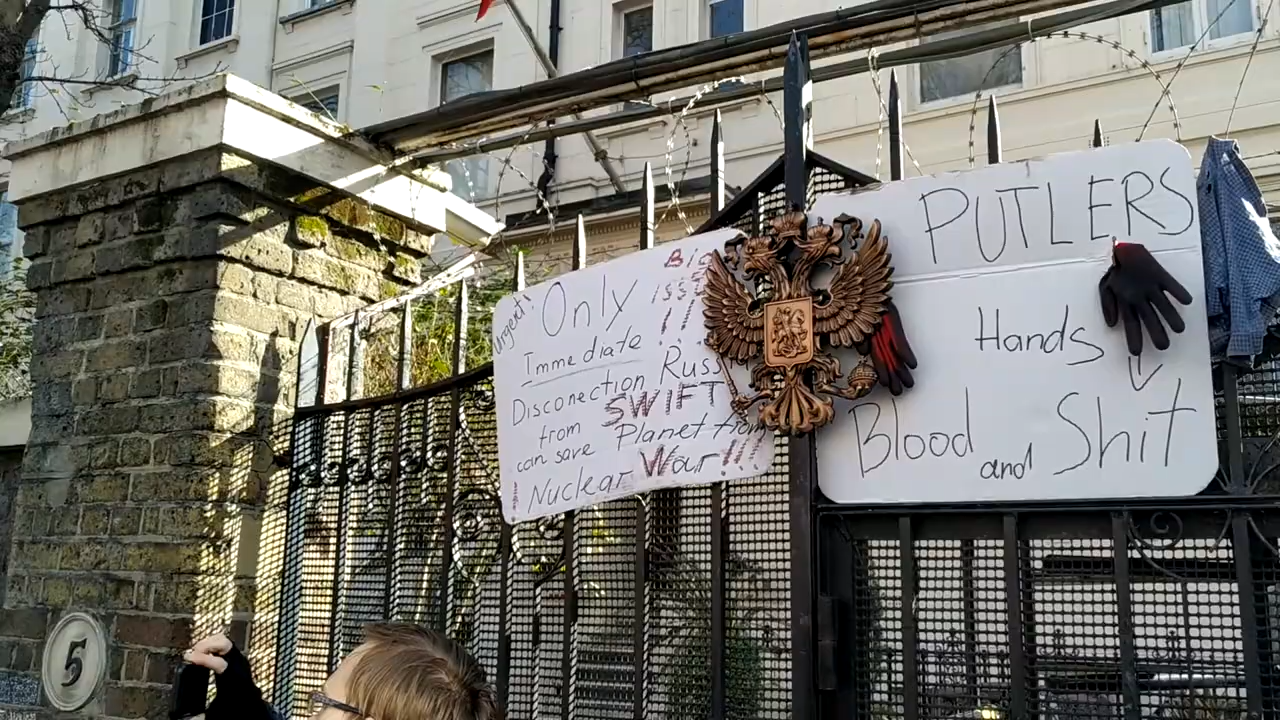 Urgent!
Only
Big
Immediate
!!
Disconection Russ
from SWIFT
can save Planet from
! Nuclear War!!!
PUTLERS
Hands
Blood and Shit
5